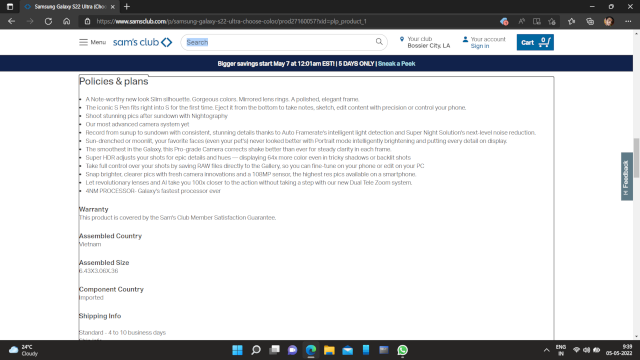 Samsung Galaxy S22 Ultra (Choo
https://www.samsclub.com/p/samsung-galaxy-s22-ultra-choose-color/prod27160057?xid=plp_product_1
Menu
sam's club
Search
Your club
Bossier City, LA
Your account
Sign in
Cart
0
Bigger savings start May 7 at 12:01am EST! | 5 DAYS ONLY | Sneak a Peek
Policies & plans
• A Note-worthy new look Slim silhouette. Gorgeous colors. Mirrored lens rings. A polished, elegant frame.
• The iconic S Pen fits right into S for the first time. Eject it from the bottom to take notes, sketch, edit content with precision or control your phone.
• Shoot stunning pics after sundown with Nightography
• Our most advanced camera system yet
• Record from sunup to sundown with consistent, stunning details thanks to Auto Framerate's intelligent light detection and Super Night Solution's next-level noise reduction.
• Sun-drenched or moonlit, your favorite faces (even your pet's) never looked better with Portrait mode intelligently brightening and putting every detail on display.
• The smoothest in the Galaxy, this Pro-grade Camera corrects shake better than ever for steady clarity in each frame.
• Super HDR adjusts your shots for epic details and hues — displaying 64x more color even in tricky shadows or backlit shots
• Take full control over your shots by saving RAW files directly to the Gallery, so you can fine-tune on your phone or edit on your PC
• Snap brighter, clearer pics with fresh camera innovations and a 108MP sensor, the highest res pics available on a smartphone.
• Let revolutionary lenses and AI take you 100x closer to the action without taking a step with our new Dual Tele Zoom system.
• 4NM PROCESSOR- Galaxy's fastest processor ever
Warranty
This product is covered by the Sam's Club Member Satisfaction Guarantee.
Assembled Country
Vietnam
Assembled Size
6.43X3.06X.36
Component Country
Imported
Shipping Info
Standard - 4 to 10 business days
Feedback
24°C
Cloudy
ENG
IN
9:39
05-05-2022